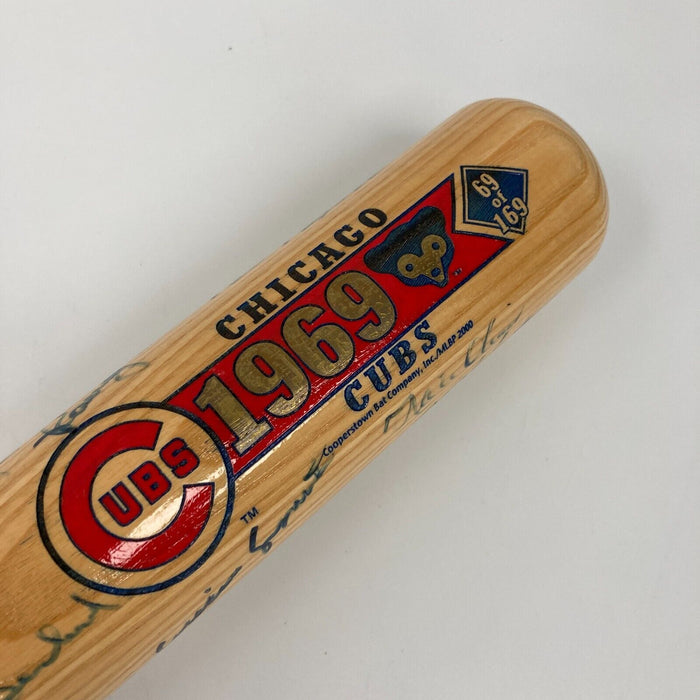 CHICAGO
1969
CUBS
69
of
169
Cooperstown Bat Company, Inc./MLBP 2000
CUBS
TM